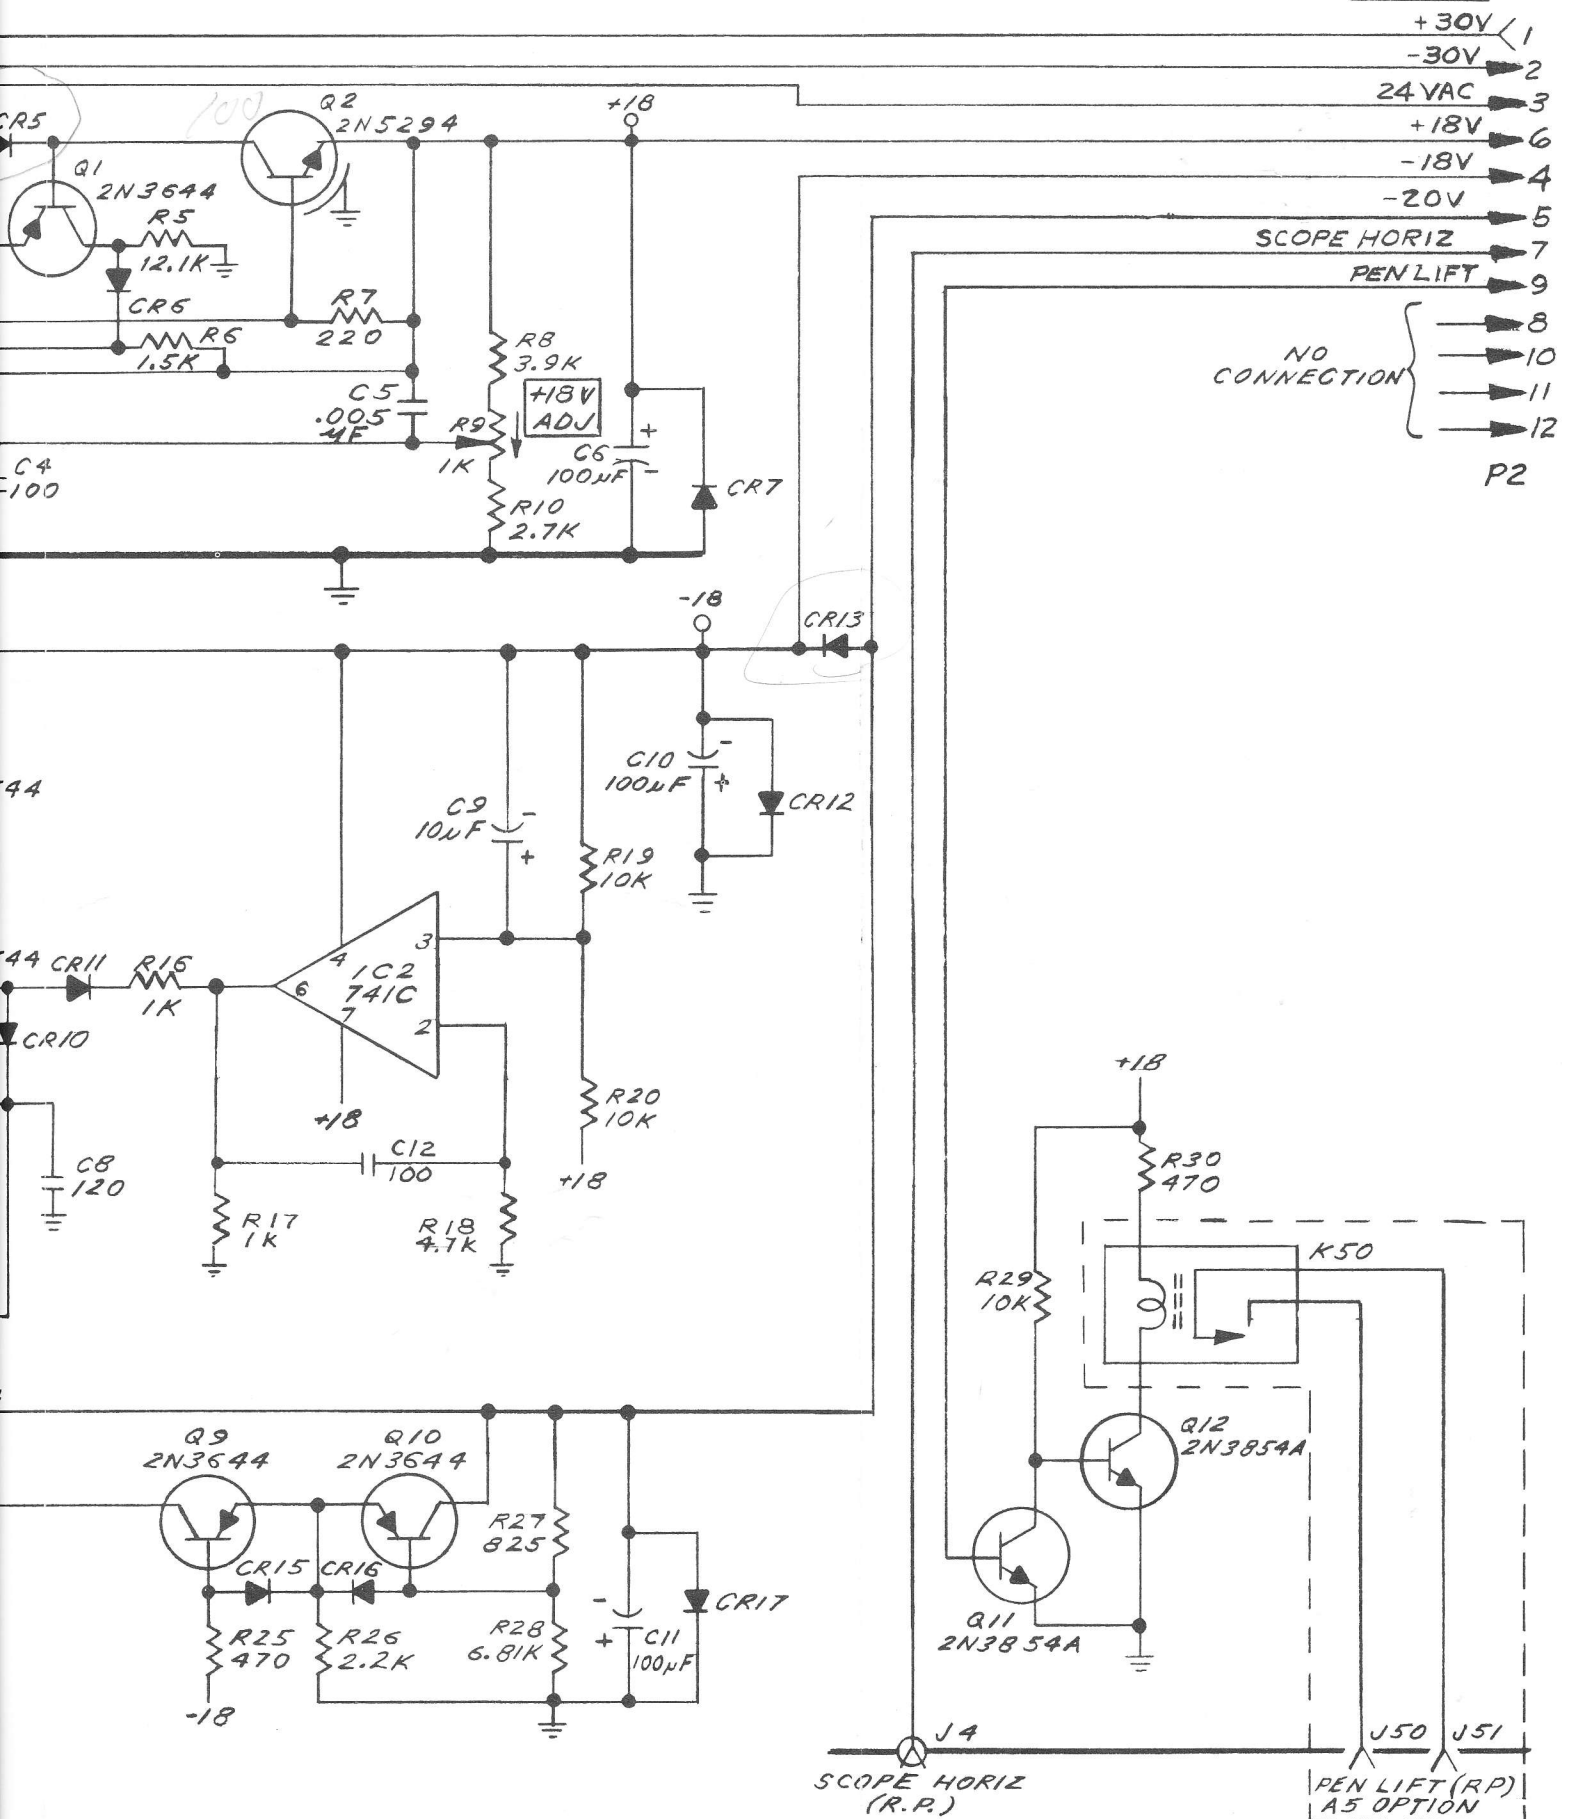 +30V 1
-30V 2
24 VAC 3
+18V 6
-18V 4
-20V 5
SCOPE HORIZ 7
PEN LIFT 9
8
10
11
12
NO
CONNECTION
P2
100
CR5
Q1
2N3644
R5
12.1K
CR6
R6
1.5K
Q2
2N5294
R7
220
C5
.005
µF
C4
100
R8
3.9K
+18V
ADJ
R9
1K
R10
2.7K
+18
C6
100µF
+
-
CR7
-18
CR13
C10
100µF
-
+
CR12
C9
10µF
-
+
R19
10K
44
44
CR11
R16
1K
CR10
4
3
IC2
741C
6
7
2
+18
R20
10K
+18
C12
100
C8
120
R17
1K
R18
4.7K
Q9
2N3644
Q10
2N3644
CR15
CR16
R25
470
-18
R26
2.2K
R27
825
R28
6.81K
-
+
C11
100µF
CR17
+18
R30
470
R29
10K
K50
Q12
2N3854A
Q11
2N3854A
J4
J50
J51
SCOPE HORIZ
(R.P.)
PEN LIFT (RP)
A5 OPTION